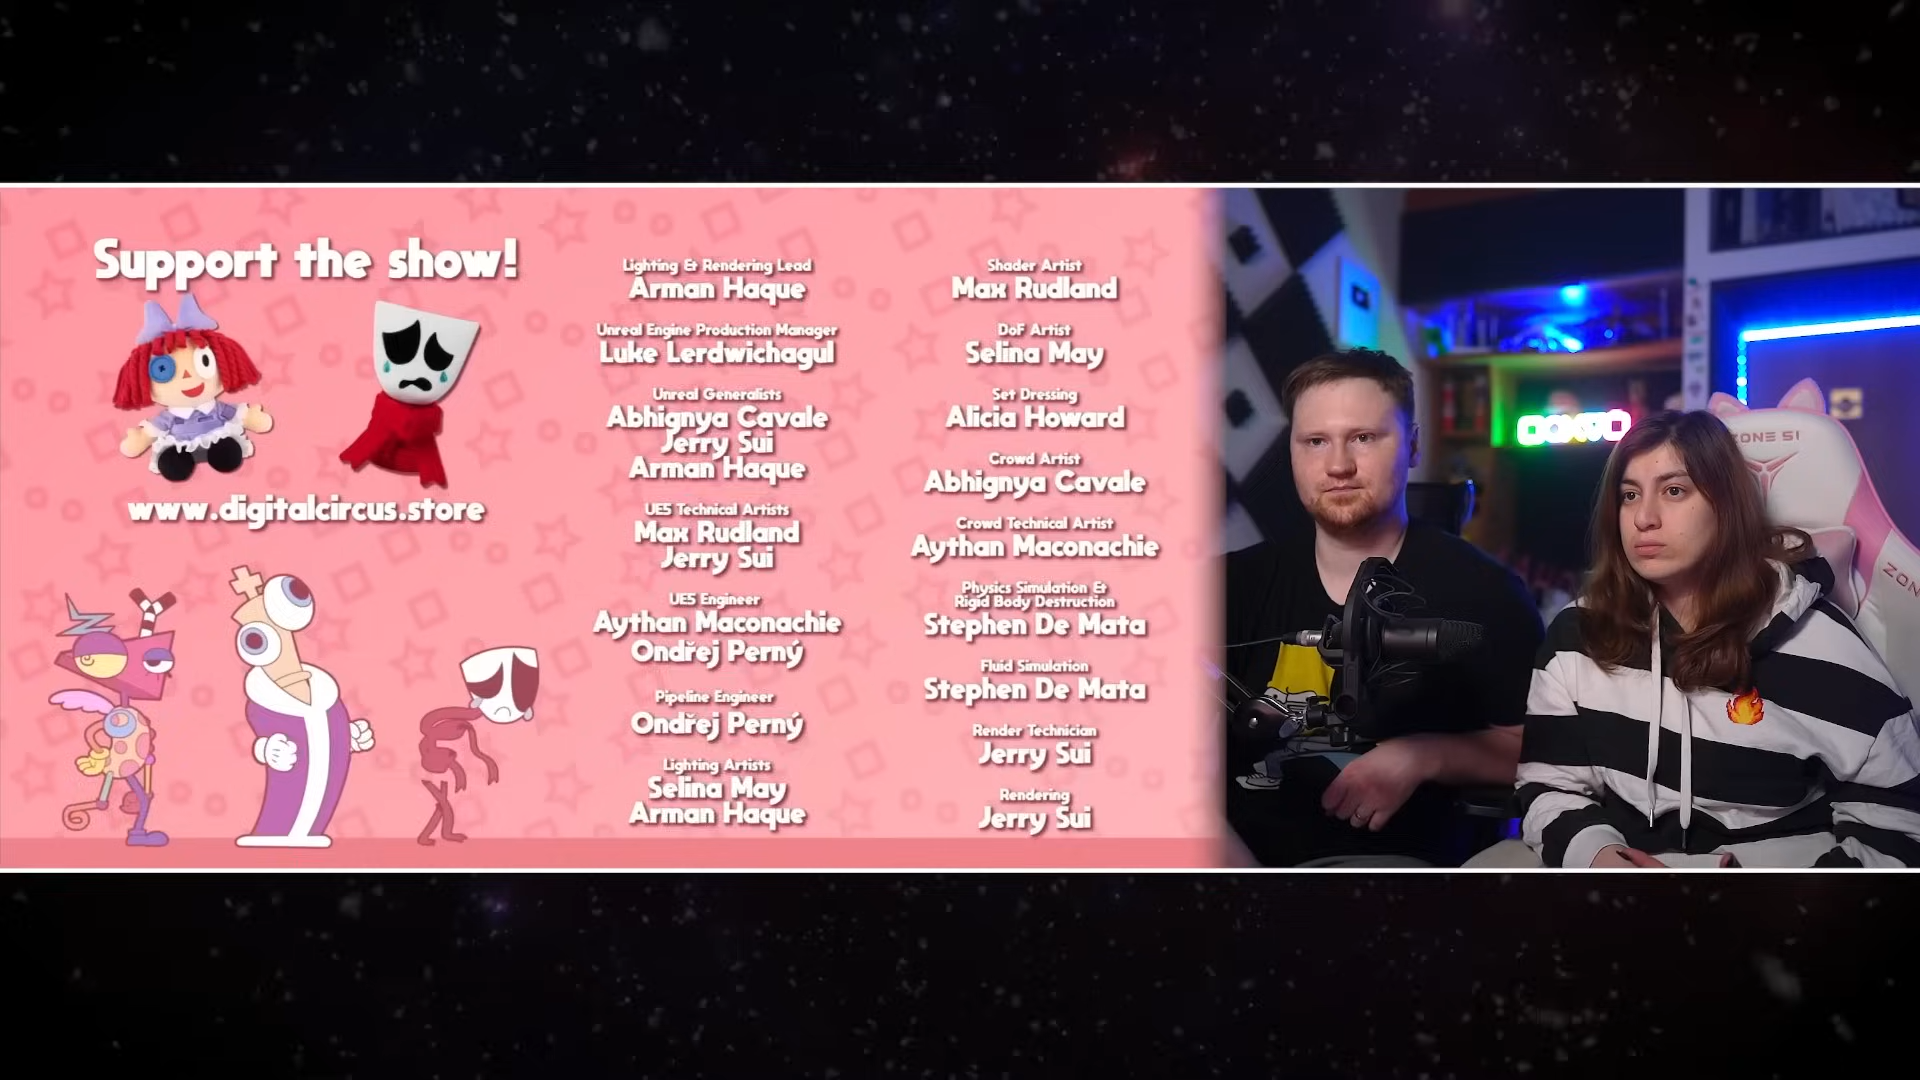 Support the show!
www.digitalcircus.store
Lighting & Rendering Lead
Arman Haque
Unreal Engine Production Manager
Luke Lerdwichagul
Unreal Generalists
Abhignya Cavale
Jerry Sui
Arman Haque
UE5 Technical Artists
Max Rudland
Jerry Sui
UE5 Engineer
Aythan Maconachie
Ondřej Perný
Pipeline Engineer
Ondřej Perný
Lighting Artists
Selina May
Arman Haque
Shader Artist
Max Rudland
DoF Artist
Selina May
Set Dressing
Alicia Howard
Crowd Artist
Abhignya Cavale
Crowd Technical Artist
Aythan Maconachie
Physics Simulation &
Rigid Body Destruction
Stephen De Mata
Fluid Simulation
Stephen De Mata
Render Technician
Jerry Sui
Rendering
Jerry Sui
ZONE 51
ZON